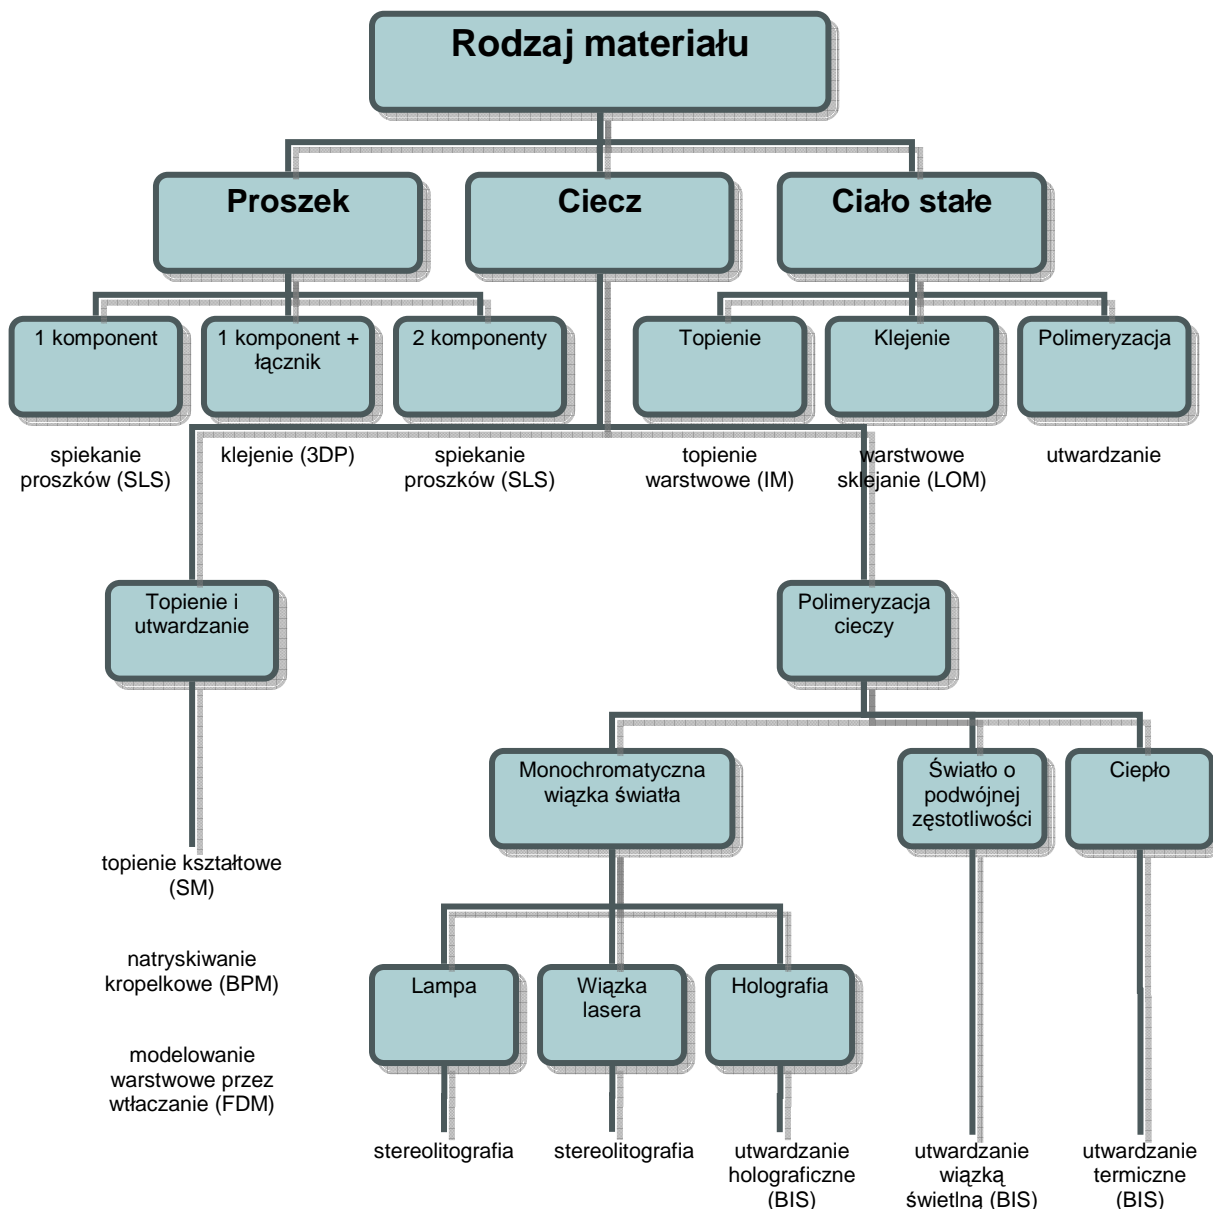 Rodzaj materiału
Proszek
Ciecz
Ciało stałe
1 komponent
1 komponent +
łącznik
2 komponenty
Topienie
Klejenie
Polimeryzacja
spiekanie
proszków (SLS)
klejenie (3DP)
spiekanie
proszków (SLS)
topienie
warstwowe (IM)
warstwowe
sklejanie (LOM)
utwardzanie
Topienie i
utwardzanie
Polimeryzacja
cieczy
Monochromatyczna
wiązka światła
Światło o
podwójnej
zęstotliwości
Ciepło
topienie kształtowe
(SM)
natryskiwanie
kropelkowe (BPM)
modelowanie
warstwowe przez
wtłaczanie (FDM)
Lampa
Wiązka
lasera
Holografia
stereolitografia
stereolitografia
utwardzanie
holograficzne
(BIS)
utwardzanie
wiązką
świetlną (BIS)
utwardzanie
termiczne
(BIS)